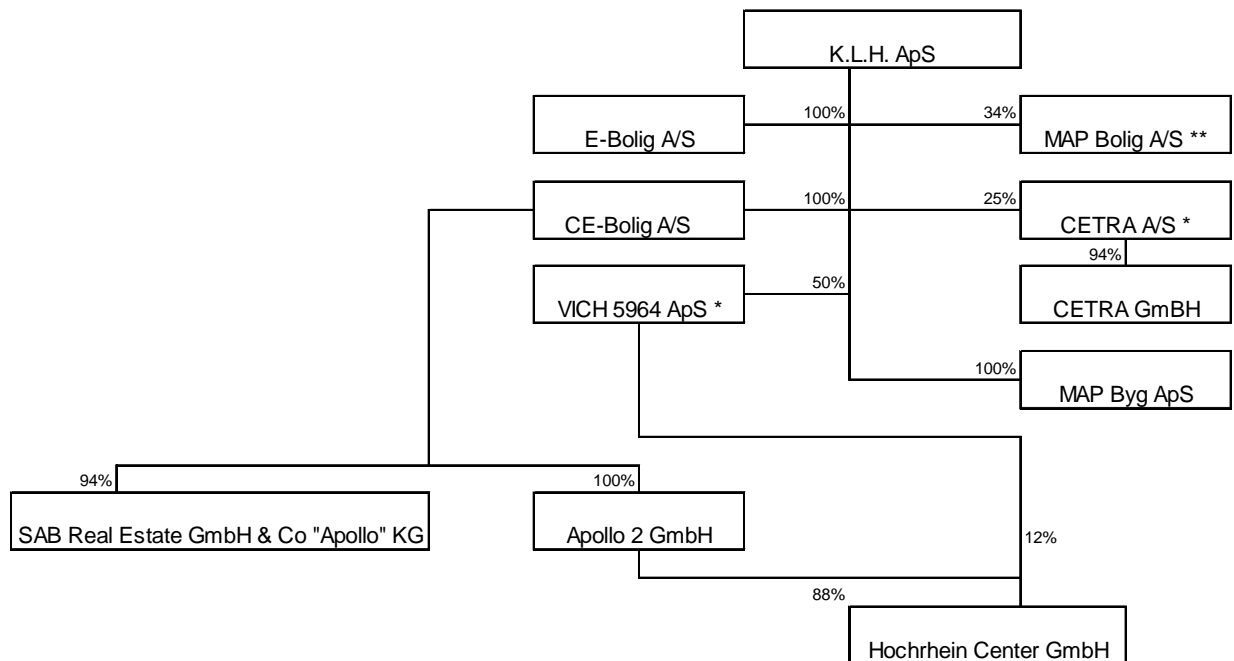 K.L.H. ApS
100%
34%
E-Bolig A/S
MAP Bolig A/S **
100%
25%
CE-Bolig A/S
CETRA A/S *
94%
50%
VICH 5964 ApS *
CETRA GmBH
100%
MAP Byg ApS
94%
100%
SAB Real Estate GmbH & Co "Apollo" KG
Apollo 2 GmbH
12%
88%
Hochrhein Center GmbH